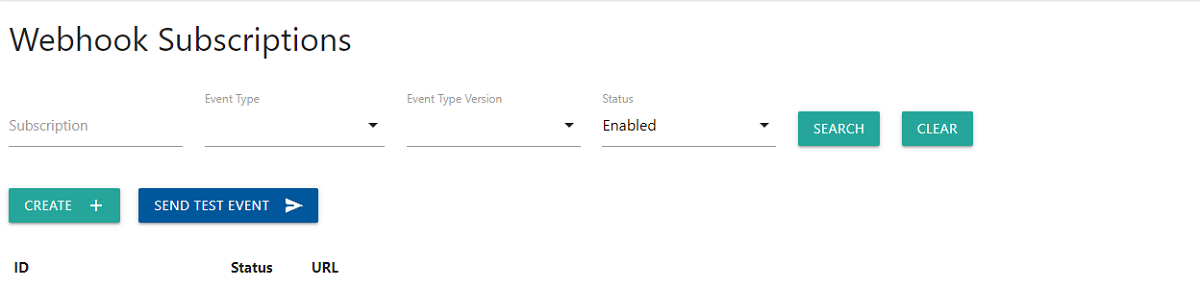 Webhook Subscriptions
Event Type Event Type Version Status
Subscription Enabled SEARCH CLEAR
CREATE SEND TEST EVENT
ID Status URL